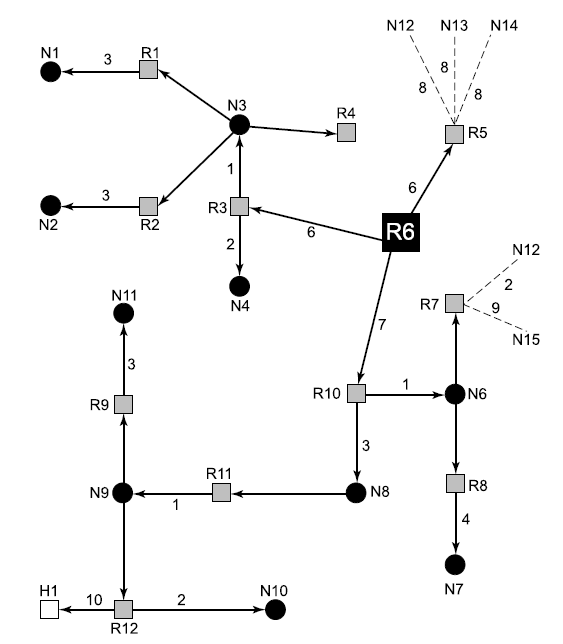 N12 N13 N14
N1 3 R1
8
8 8
N3 R4 R5
1
3 6
N2 R2 R3 6 R6
2
N4
N12
2
N11 R7 9
7 N15
3
R10 1 N6
R9
3
R11 R8
N9 1 N8
4
H1 10 2 N10 N7
R12